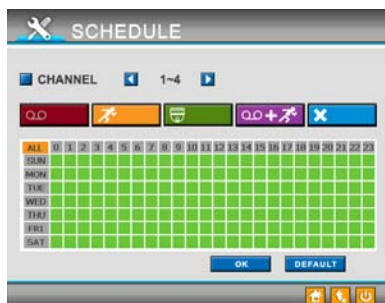 SCHEDULE
CHANNEL 1~4
ALL 0 1 2 3 4 5 6 7 8 9 10 11 12 13 14 15 16 17 18 19 20 21 22 23
SUN
MON
TUE
WED
THU
FRI
SAT
OK DEFAULT